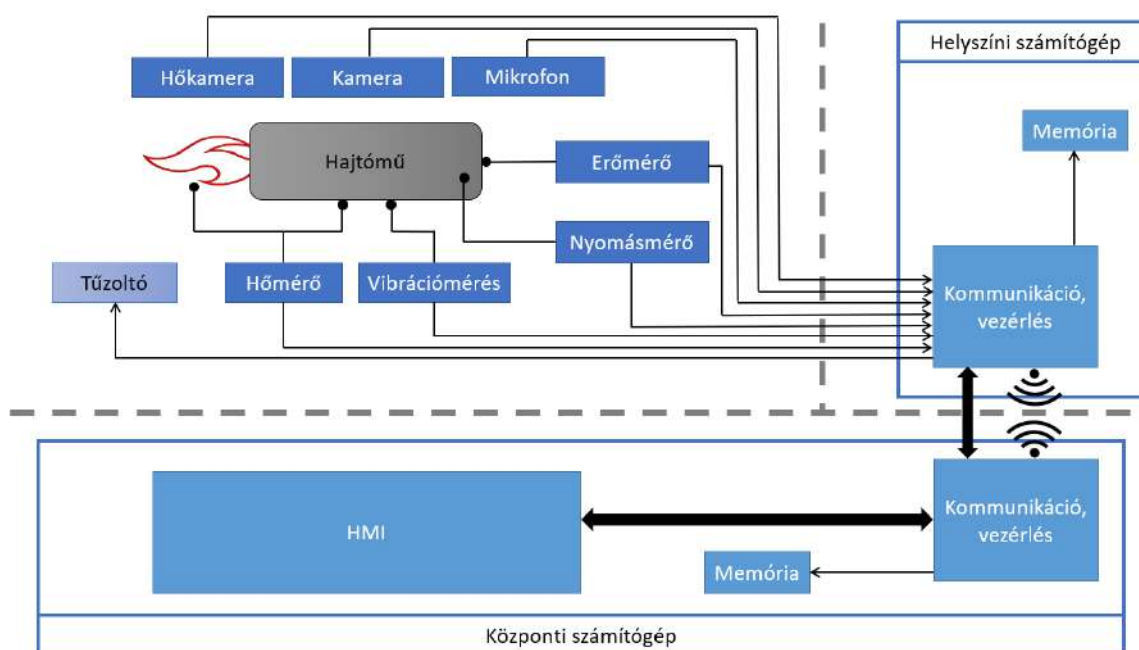 Helyszíni számítógép
Hőkamera
Kamera
Mikrofon
Memória
Hajtómű
Erőmérő
Nyomásmérő
Tűzoltó
Hőmérő
Vibrációmérés
Kommunikáció,
vezérlés
HMI
Kommunikáció,
vezérlés
Memória
Központi számítógép